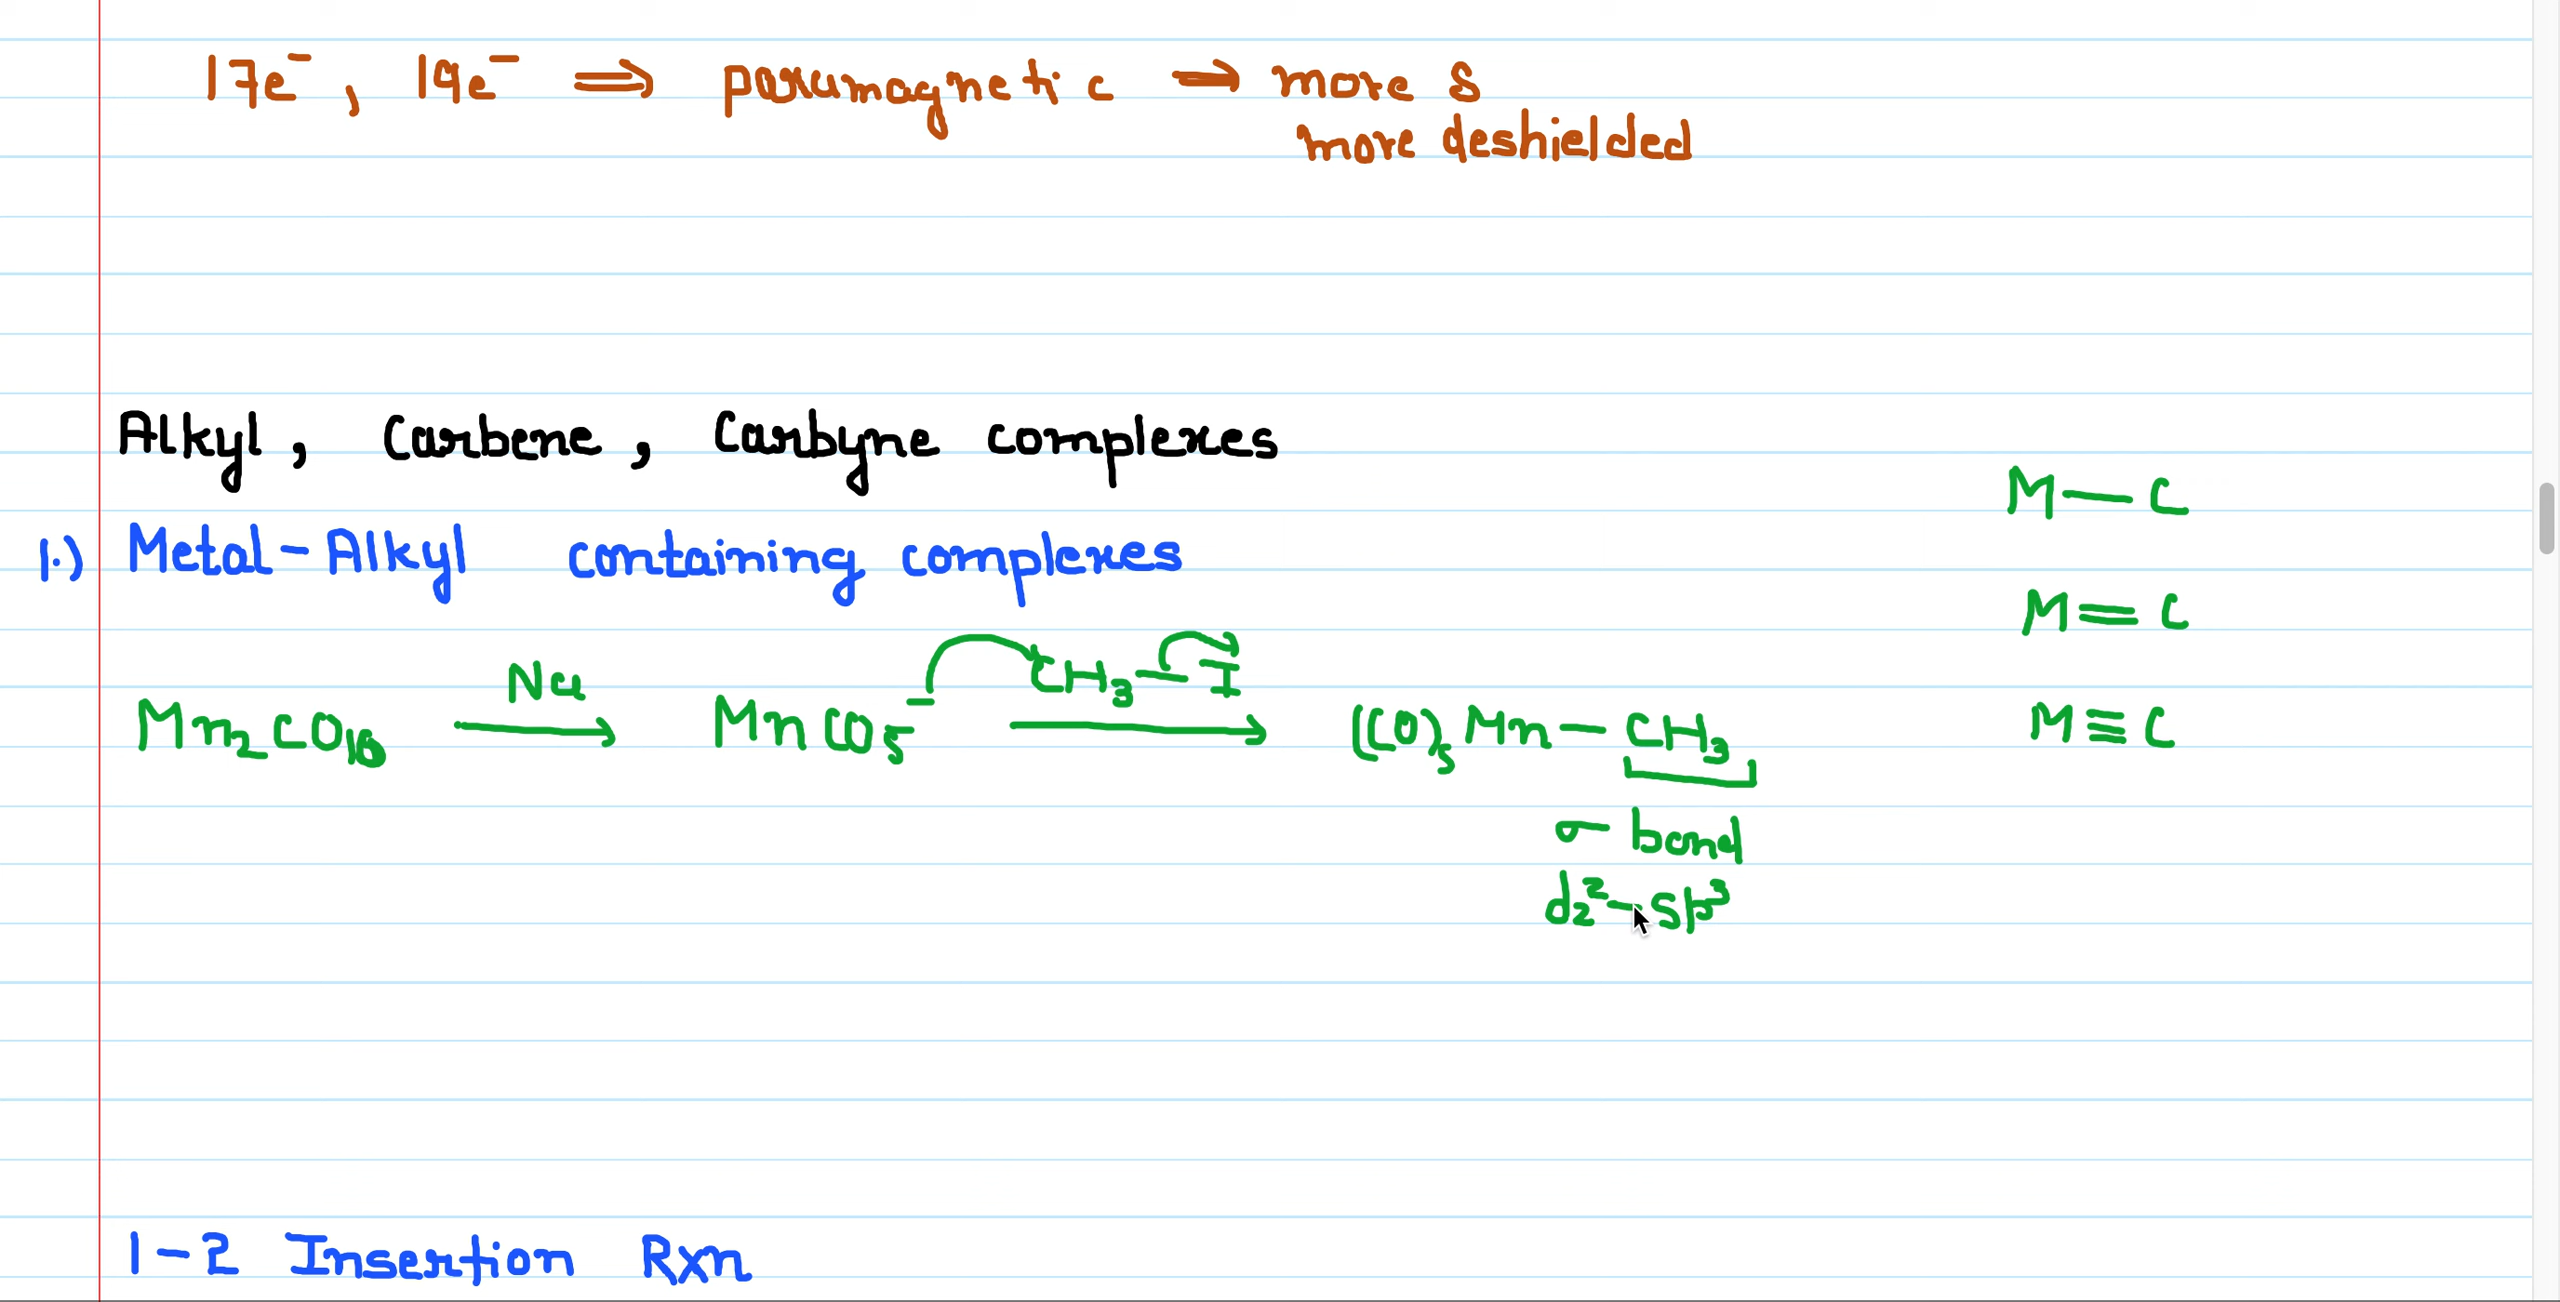 17e⁻, 19e⁻ ⟹ paramagnetic → more δ
more deshielded
Alkyl, Carbene, Carbyne complexes
M—C
1.) Metal-Alkyl containing complexes
M=C
Mn₂CO₁₀ —Na→ MnCO₅⁻ —CH₃—I→ (CO)₅Mn—CH₃
M≡C
σ bond
dz²-sp³
1-2 Insertion Rxn